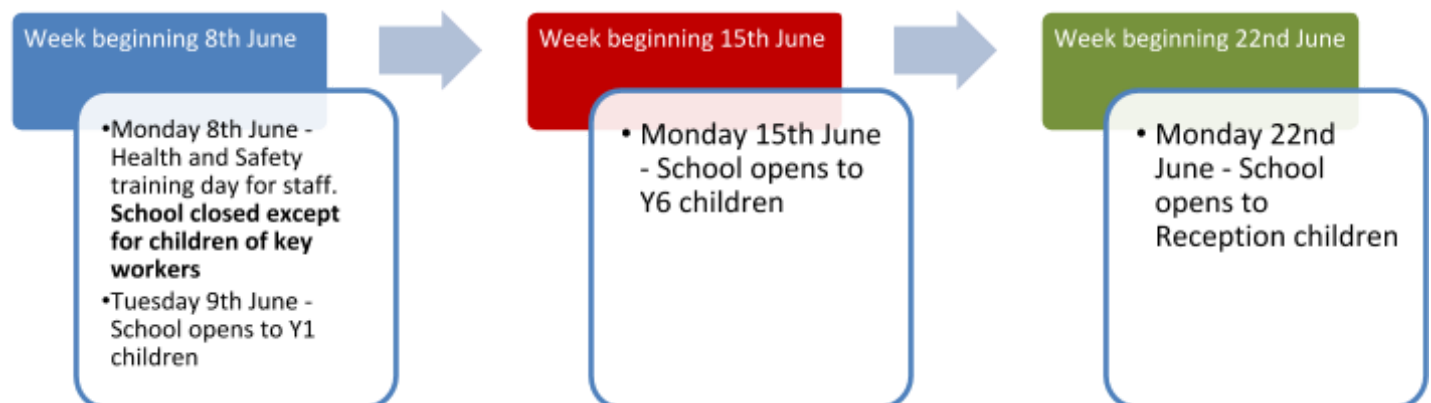 Week beginning 8th June
•Monday 8th June -
Health and Safety
training day for staff.
School closed except
for children of key
workers
•Tuesday 9th June -
School opens to Y1
children
Week beginning 15th June
• Monday 15th June
- School opens to
Y6 children
Week beginning 22nd June
• Monday 22nd
June - School
opens to
Reception children